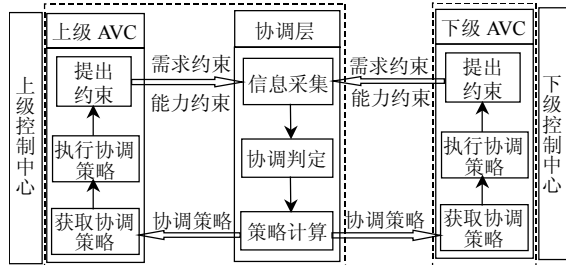 上级控制中心
上级 AVC
提出
约束
执行协调
策略
获取协调
策略
需求约束
能力约束
协调策略
协调层
信息采集
协调判定
策略计算
需求约束
能力约束
协调策略
下级 AVC
提出
约束
执行协调
策略
获取协调
策略
下级控制中心